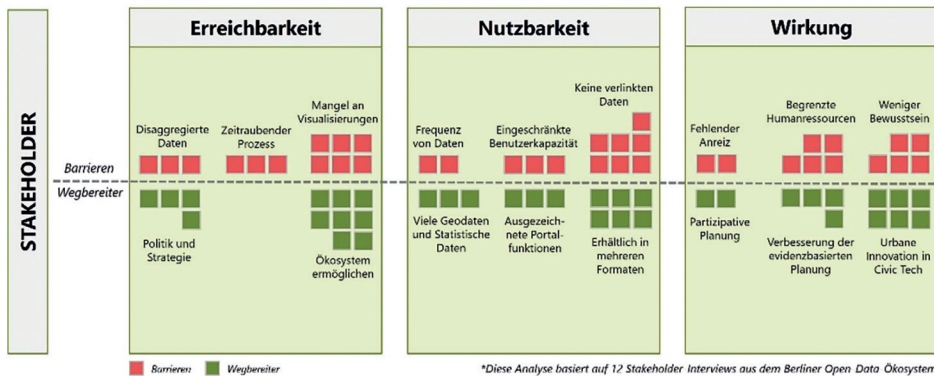 Erreichbarkeit
Nutzbarkeit
Wirkung
STAKEHOLDER
Barrieren
Wegbereiter
Disaggregierte
Daten
Zeitraubender
Prozess
Mangel an
Visualisierungen
Politik und
Strategie
Ökosystem
ermöglichen
Frequenz
von Daten
Eingeschränkte
Benutzerkapazität
Keine verlinkten
Daten
Viele Geodaten
und Statistische
Daten
Ausgezeich-
nete Portal-
funktionen
Erhältlich in
mehreren
Formaten
Fehlender
Anreiz
Begrenzte
Humanressourcen
Weniger
Bewusstsein
Partizipative
Planung
Verbesserung der
evidenzbasierten
Planung
Urbane
Innovation in
Civic Tech
Barrieren
Wegbereiter
*Diese Analyse basiert auf 12 Stakeholder Interviews aus dem Berliner Open Data Ökosystem